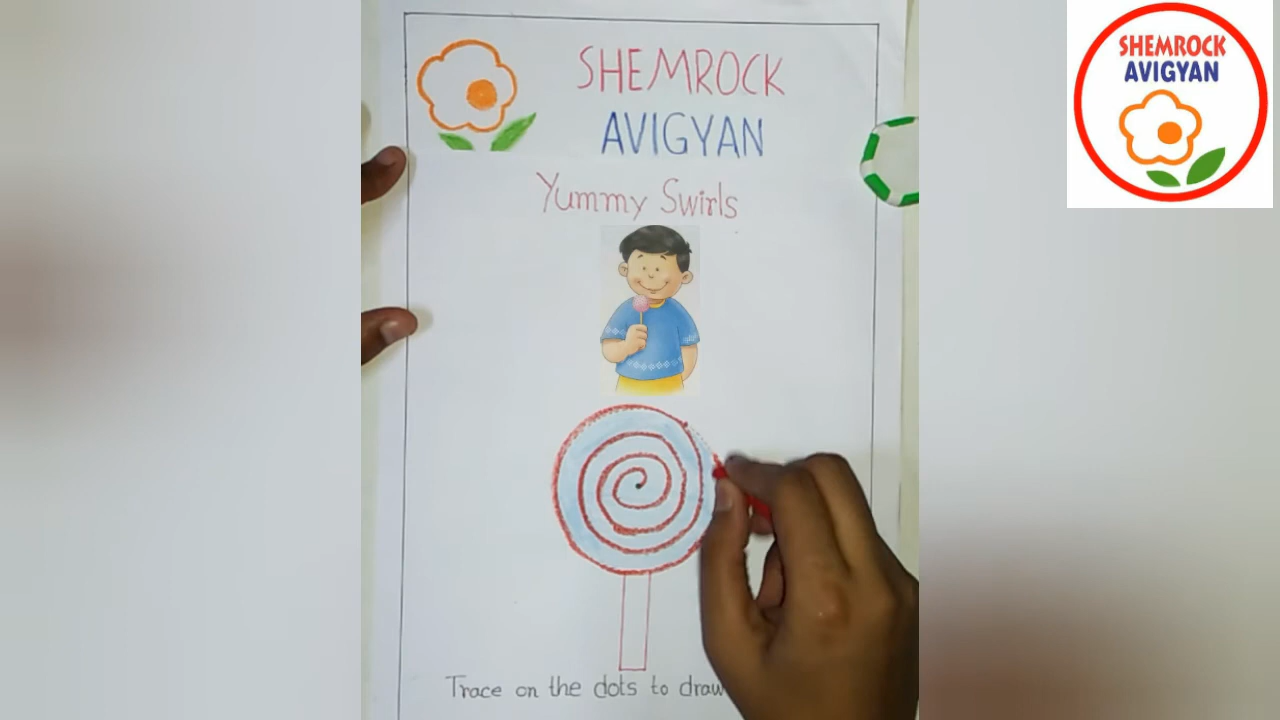 SHEMROCK
AVIGYAN
Yummy Swirls
Trace on the dots to draw
SHEMROCK
AVIGYAN